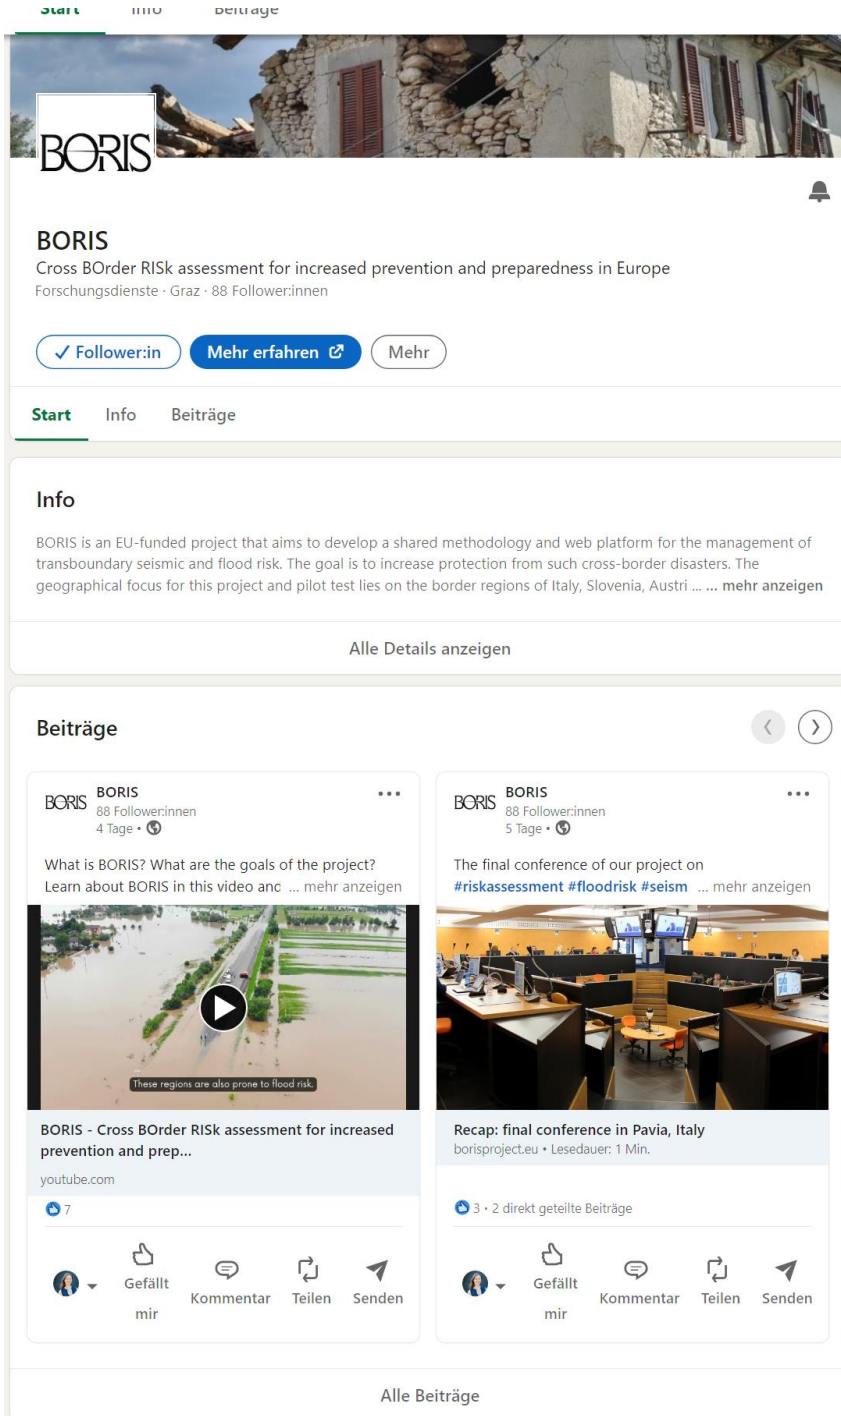 Start Info Beiträge
BORIS
BORIS
Cross BOrder RISk assessment for increased prevention and preparedness in Europe
Forschungsdienste · Graz · 88 Follower:innen
✓ Follower:in Mehr erfahren Mehr
Start Info Beiträge
Info
BORIS is an EU-funded project that aims to develop a shared methodology and web platform for the management of
transboundary seismic and flood risk. The goal is to increase protection from such cross-border disasters. The
geographical focus for this project and pilot test lies on the border regions of Italy, Slovenia, Austri ... ... mehr anzeigen
Alle Details anzeigen
Beiträge
BORIS
BORIS
88 Follower:innen
4 Tage •
What is BORIS? What are the goals of the project?
Learn about BORIS in this video and ... mehr anzeigen
These regions are also prone to flood risk.
BORIS - Cross BOrder RISk assessment for increased
prevention and prep...
youtube.com
7
Gefällt
mir
Kommentar
Teilen
Senden
BORIS
BORIS
88 Follower:innen
5 Tage •
The final conference of our project on
#riskassessment #floodrisk #seism ... mehr anzeigen
Recap: final conference in Pavia, Italy
borisproject.eu • Lesedauer: 1 Min.
3 • 2 direkt geteilte Beiträge
Gefällt
mir
Kommentar
Teilen
Senden
Alle Beiträge